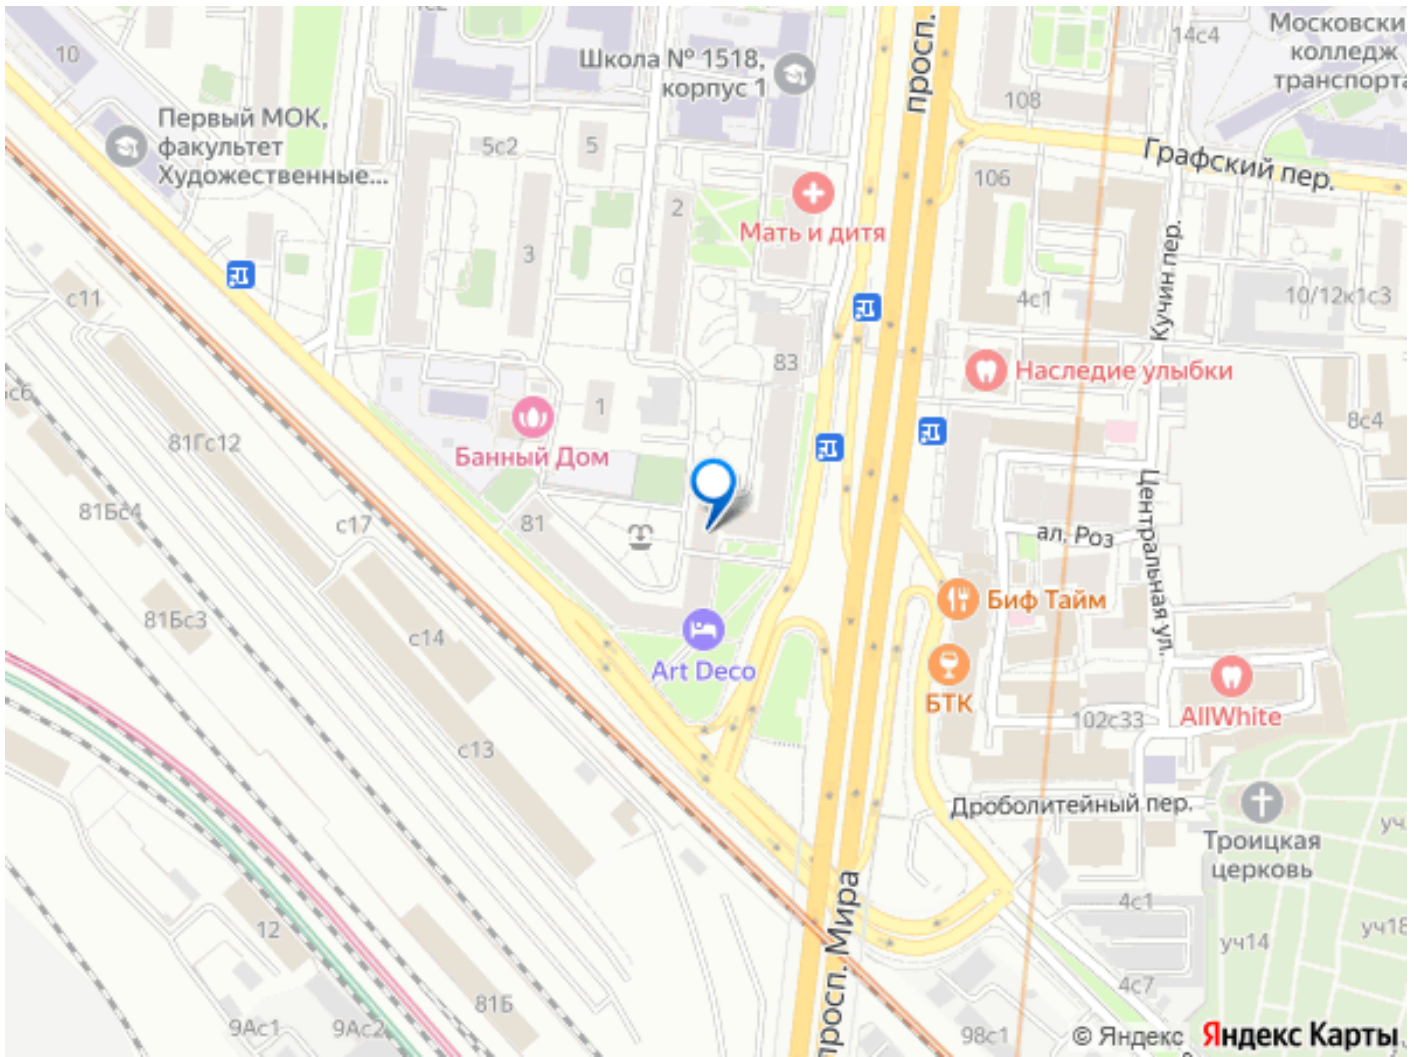 10
Школа № 1518,
корпус 1
просп.
14с4
Московски
колледж
транспорта
Первый МОК,
факультет
Художественные...
5с2
5
108
Графский пер.
106
2
Мать и дитя
3
с11
4с1
Кучин пер.
10/12к1с3
83
Наследие улыбки
1
8с4
81Гс12
Банный Дом
81Бс4
с17
81
ал. Роз
Центральная ул.
81Бс3
с14
Биф Тайм
Art Deco
БТК
102с33
AllWhite
с13
Дроболитейный пер.
Троицкая
церковь
уч.
просп. Мира
4с1
12
уч14
уч18
81Б
4с7
9Ас1
9Ас2
98с1
© Яндекс Яндекс Карты